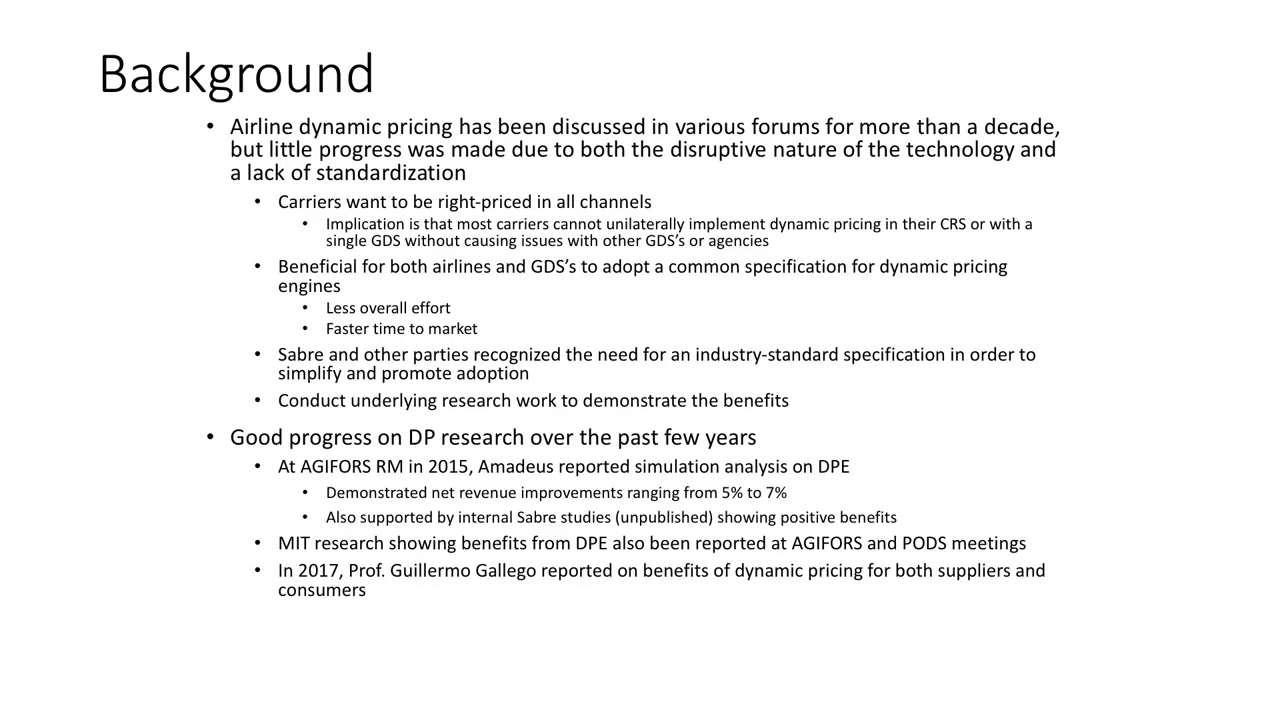 Background
• Airline dynamic pricing has been discussed in various forums for more than a decade,
but little progress was made due to both the disruptive nature of the technology and
a lack of standardization
• Carriers want to be right-priced in all channels
• Implication is that most carriers cannot unilaterally implement dynamic pricing in their CRS or with a
single GDS without causing issues with other GDS’s or agencies
• Beneficial for both airlines and GDS’s to adopt a common specification for dynamic pricing
engines
• Less overall effort
• Faster time to market
• Sabre and other parties recognized the need for an industry-standard specification in order to
simplify and promote adoption
• Conduct underlying research work to demonstrate the benefits
• Good progress on DP research over the past few years
• At AGIFORS RM in 2015, Amadeus reported simulation analysis on DPE
• Demonstrated net revenue improvements ranging from 5% to 7%
• Also supported by internal Sabre studies (unpublished) showing positive benefits
• MIT research showing benefits from DPE also been reported at AGIFORS and PODS meetings
• In 2017, Prof. Guillermo Gallego reported on benefits of dynamic pricing for both suppliers and
consumers